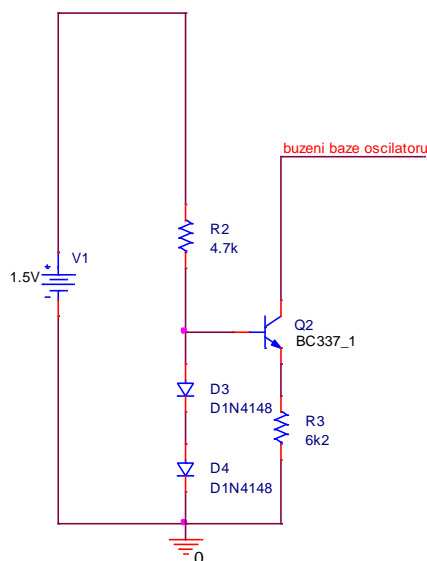 buzeni baze oscilatoru
R2
4.7k
V1
+
1.5V
-
Q2
BC337_1
D3
D1N4148
R3
6k2
D4
D1N4148
0